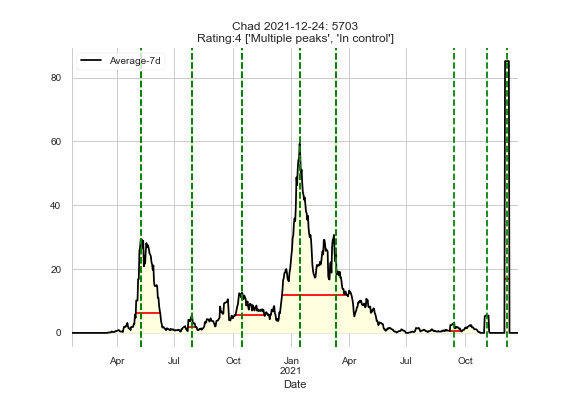 Chad 2021-12-24: 5703
Rating:4 ['Multiple peaks', 'In control']
Average-7d
80
60
40
20
0
Apr Jul Oct Jan Apr Jul Oct
2021
Date